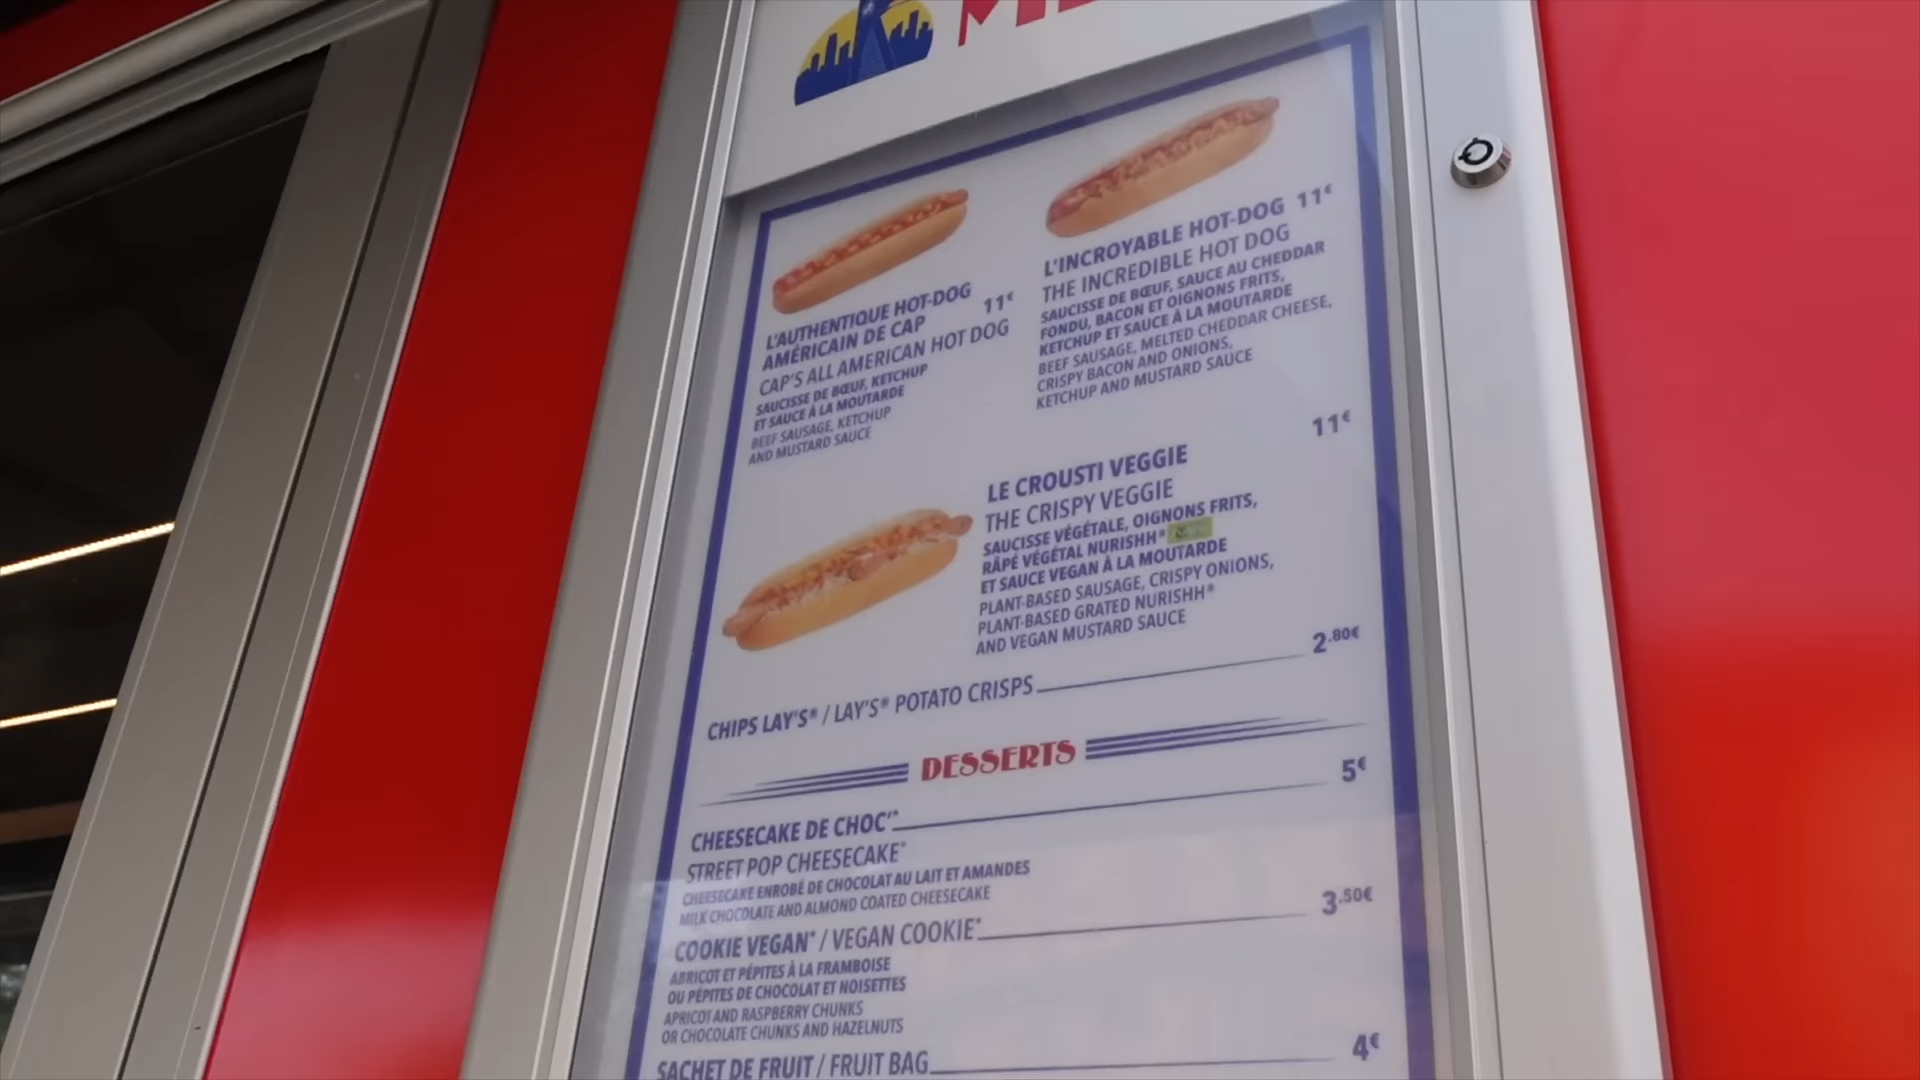 L'AUTHENTIQUE HOT-DOG
AMÉRICAIN DE CAP 11€
CAP'S ALL AMERICAN HOT DOG
SAUCISSE DE BŒUF, KETCHUP
ET SAUCE À LA MOUTARDE
BEEF SAUSAGE, KETCHUP
AND MUSTARD SAUCE
L'INCROYABLE HOT-DOG 11€
THE INCREDIBLE HOT DOG
SAUCISSE DE BŒUF, SAUCE AU CHEDDAR
FONDU, BACON ET OIGNONS FRITS,
KETCHUP ET SAUCE À LA MOUTARDE
BEEF SAUSAGE, MELTED CHEDDAR CHEESE,
CRISPY BACON AND ONIONS,
KETCHUP AND MUSTARD SAUCE
LE CROUSTI VEGGIE 11€
THE CRISPY VEGGIE
SAUCISSE VÉGÉTALE, OIGNONS FRITS,
RÂPÉ VÉGÉTAL NURISHH®
ET SAUCE VEGAN À LA MOUTARDE
PLANT-BASED SAUSAGE, CRISPY ONIONS,
PLANT-BASED GRATED NURISHH®
AND VEGAN MUSTARD SAUCE
CHIPS LAY'S® / LAY'S® POTATO CRISPS 2.80€
DESSERTS
CHEESECAKE DE CHOC'* 5€
STREET POP CHEESECAKE*
CHEESECAKE ENROBÉ DE CHOCOLAT AU LAIT ET AMANDES
MILK CHOCOLATE AND ALMOND COATED CHEESECAKE
COOKIE VEGAN* / VEGAN COOKIE* 3.50€
ABRICOT ET PÉPITES À LA FRAMBOISE
OU PÉPITES DE CHOCOLAT ET NOISETTES
APRICOT AND RASPBERRY CHUNKS
OR CHOCOLATE CHUNKS AND HAZELNUTS
SACHET DE FRUIT / FRUIT BAG 4€